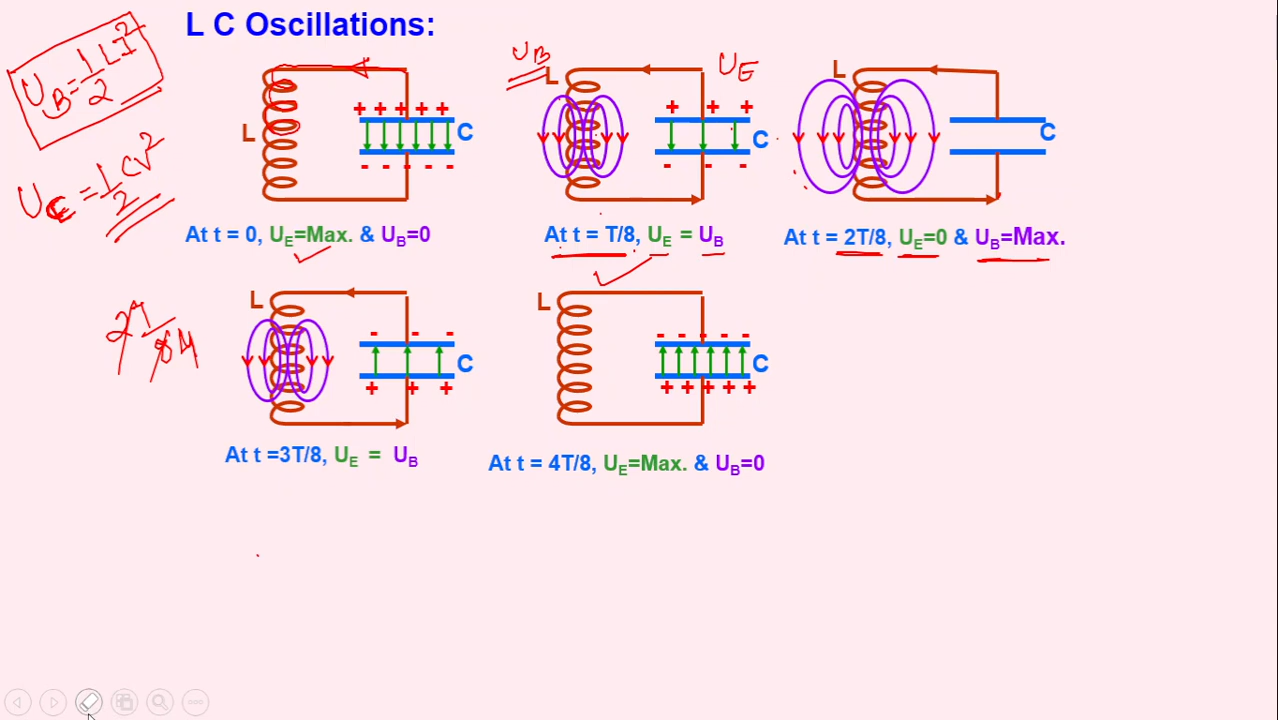 L C Oscillations:
U_B = 1/2 LI²
U_E = 1/2 CV²
L
+ + + + +
C
- - - - -
At t = 0, U_E=Max. & U_B=0
U_B
L
U_E
+ + +
C
- - -
At t = T/8, U_E = U_B
L
C
At t = 2T/8, U_E=0 & U_B=Max.
L
- - -
C
+ + +
At t =3T/8, U_E = U_B
L
- - - - -
C
+ + + + +
At t = 4T/8, U_E=Max. & U_B=0